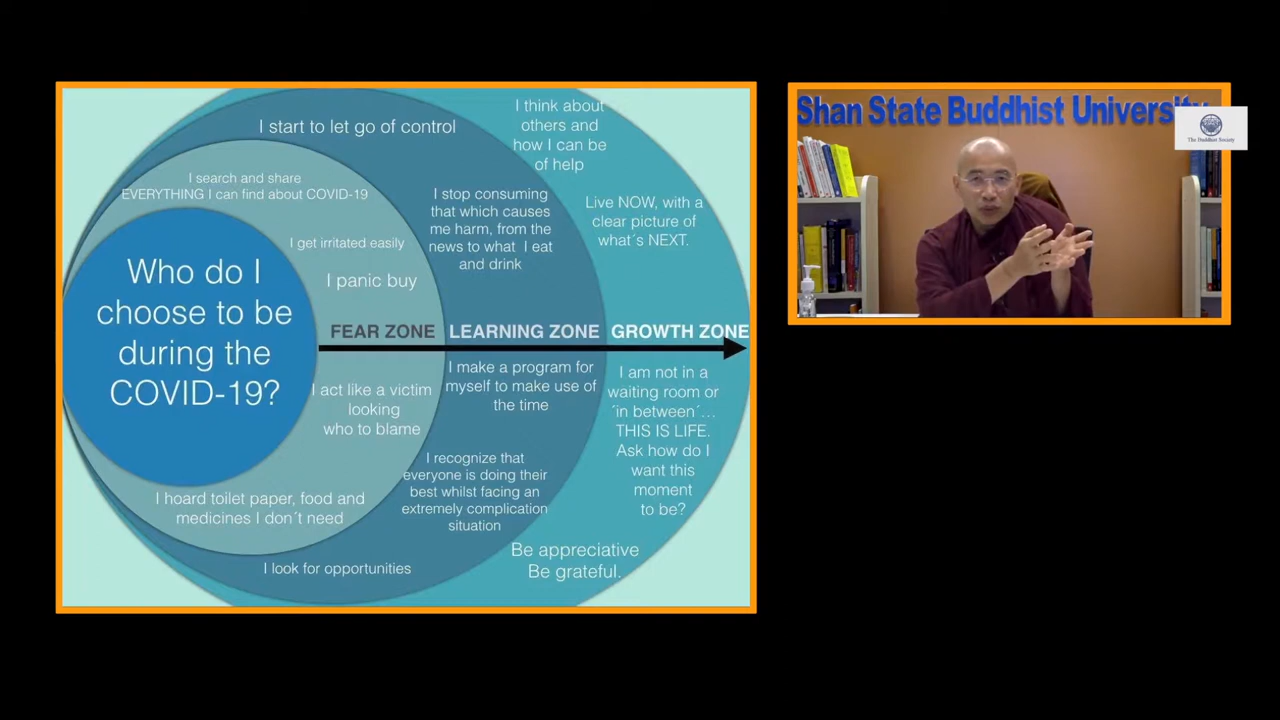 I think about
others and
how I can be
of help
I start to let go of control
I search and share
EVERYTHING I can find about COVID-19
I stop consuming
that which causes
me harm, from the
news to what I eat
and drink
Live NOW, with a
clear picture of
what´s NEXT.
I get irritated easily
I panic buy
Who do I
choose to be
during the
COVID-19?
FEAR ZONE
LEARNING ZONE
GROWTH ZONE
I act like a victim
looking
who to blame
I make a program for
myself to make use of
the time
I am not in a
waiting room or
´in between´...
THIS IS LIFE.
Ask how do I
want this
moment
to be?
I recognize that
everyone is doing their
best whilst facing an
extremely complication
situation
I hoard toilet paper, food and
medicines I don´t need
Be appreciative
Be grateful.
I look for opportunities
Shan State Buddhist University
The Buddhist Society